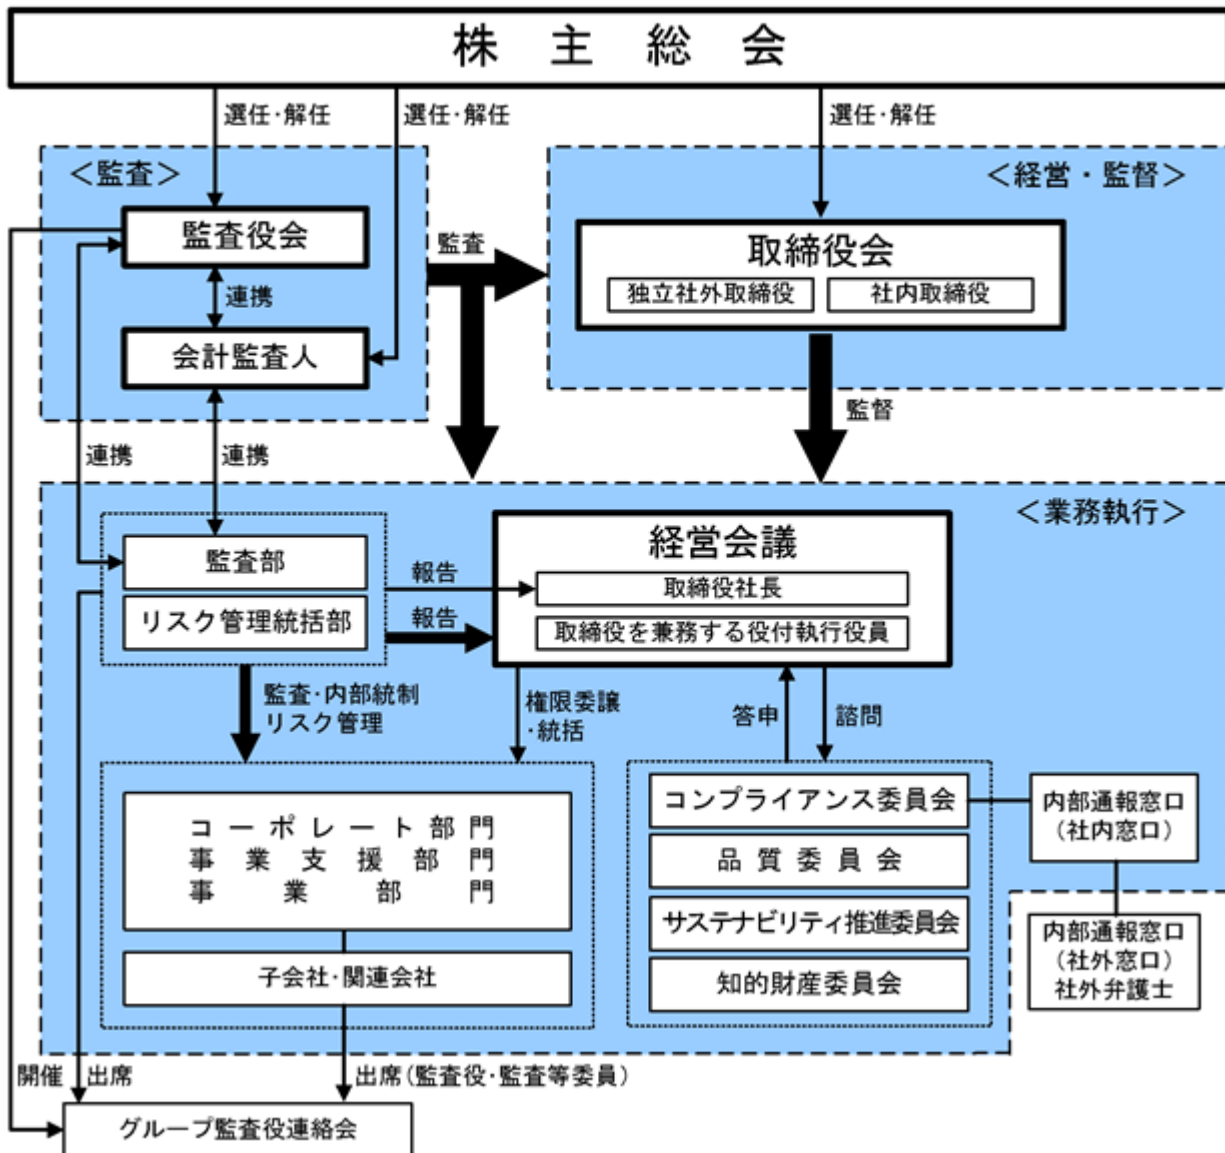 株主総会
選任・解任
選任・解任
選任・解任
＜監査＞
監査役会
連携
会計監査人
監査
＜経営・監督＞
取締役会
独立社外取締役
社内取締役
監督
連携
連携
＜業務執行＞
監査部
リスク管理統括部
報告
報告
経営会議
取締役社長
取締役を兼務する役付執行役員
監査・内部統制
リスク管理
権限委譲
・統括
答申
諮問
コーポレート部門
事業支援部門
事業部門
子会社・関連会社
コンプライアンス委員会
品質委員会
サステナビリティ推進委員会
知的財産委員会
内部通報窓口
（社内窓口）
内部通報窓口
（社外窓口）
社外弁護士
開催
出席
出席（監査役・監査等委員）
グループ監査役連絡会